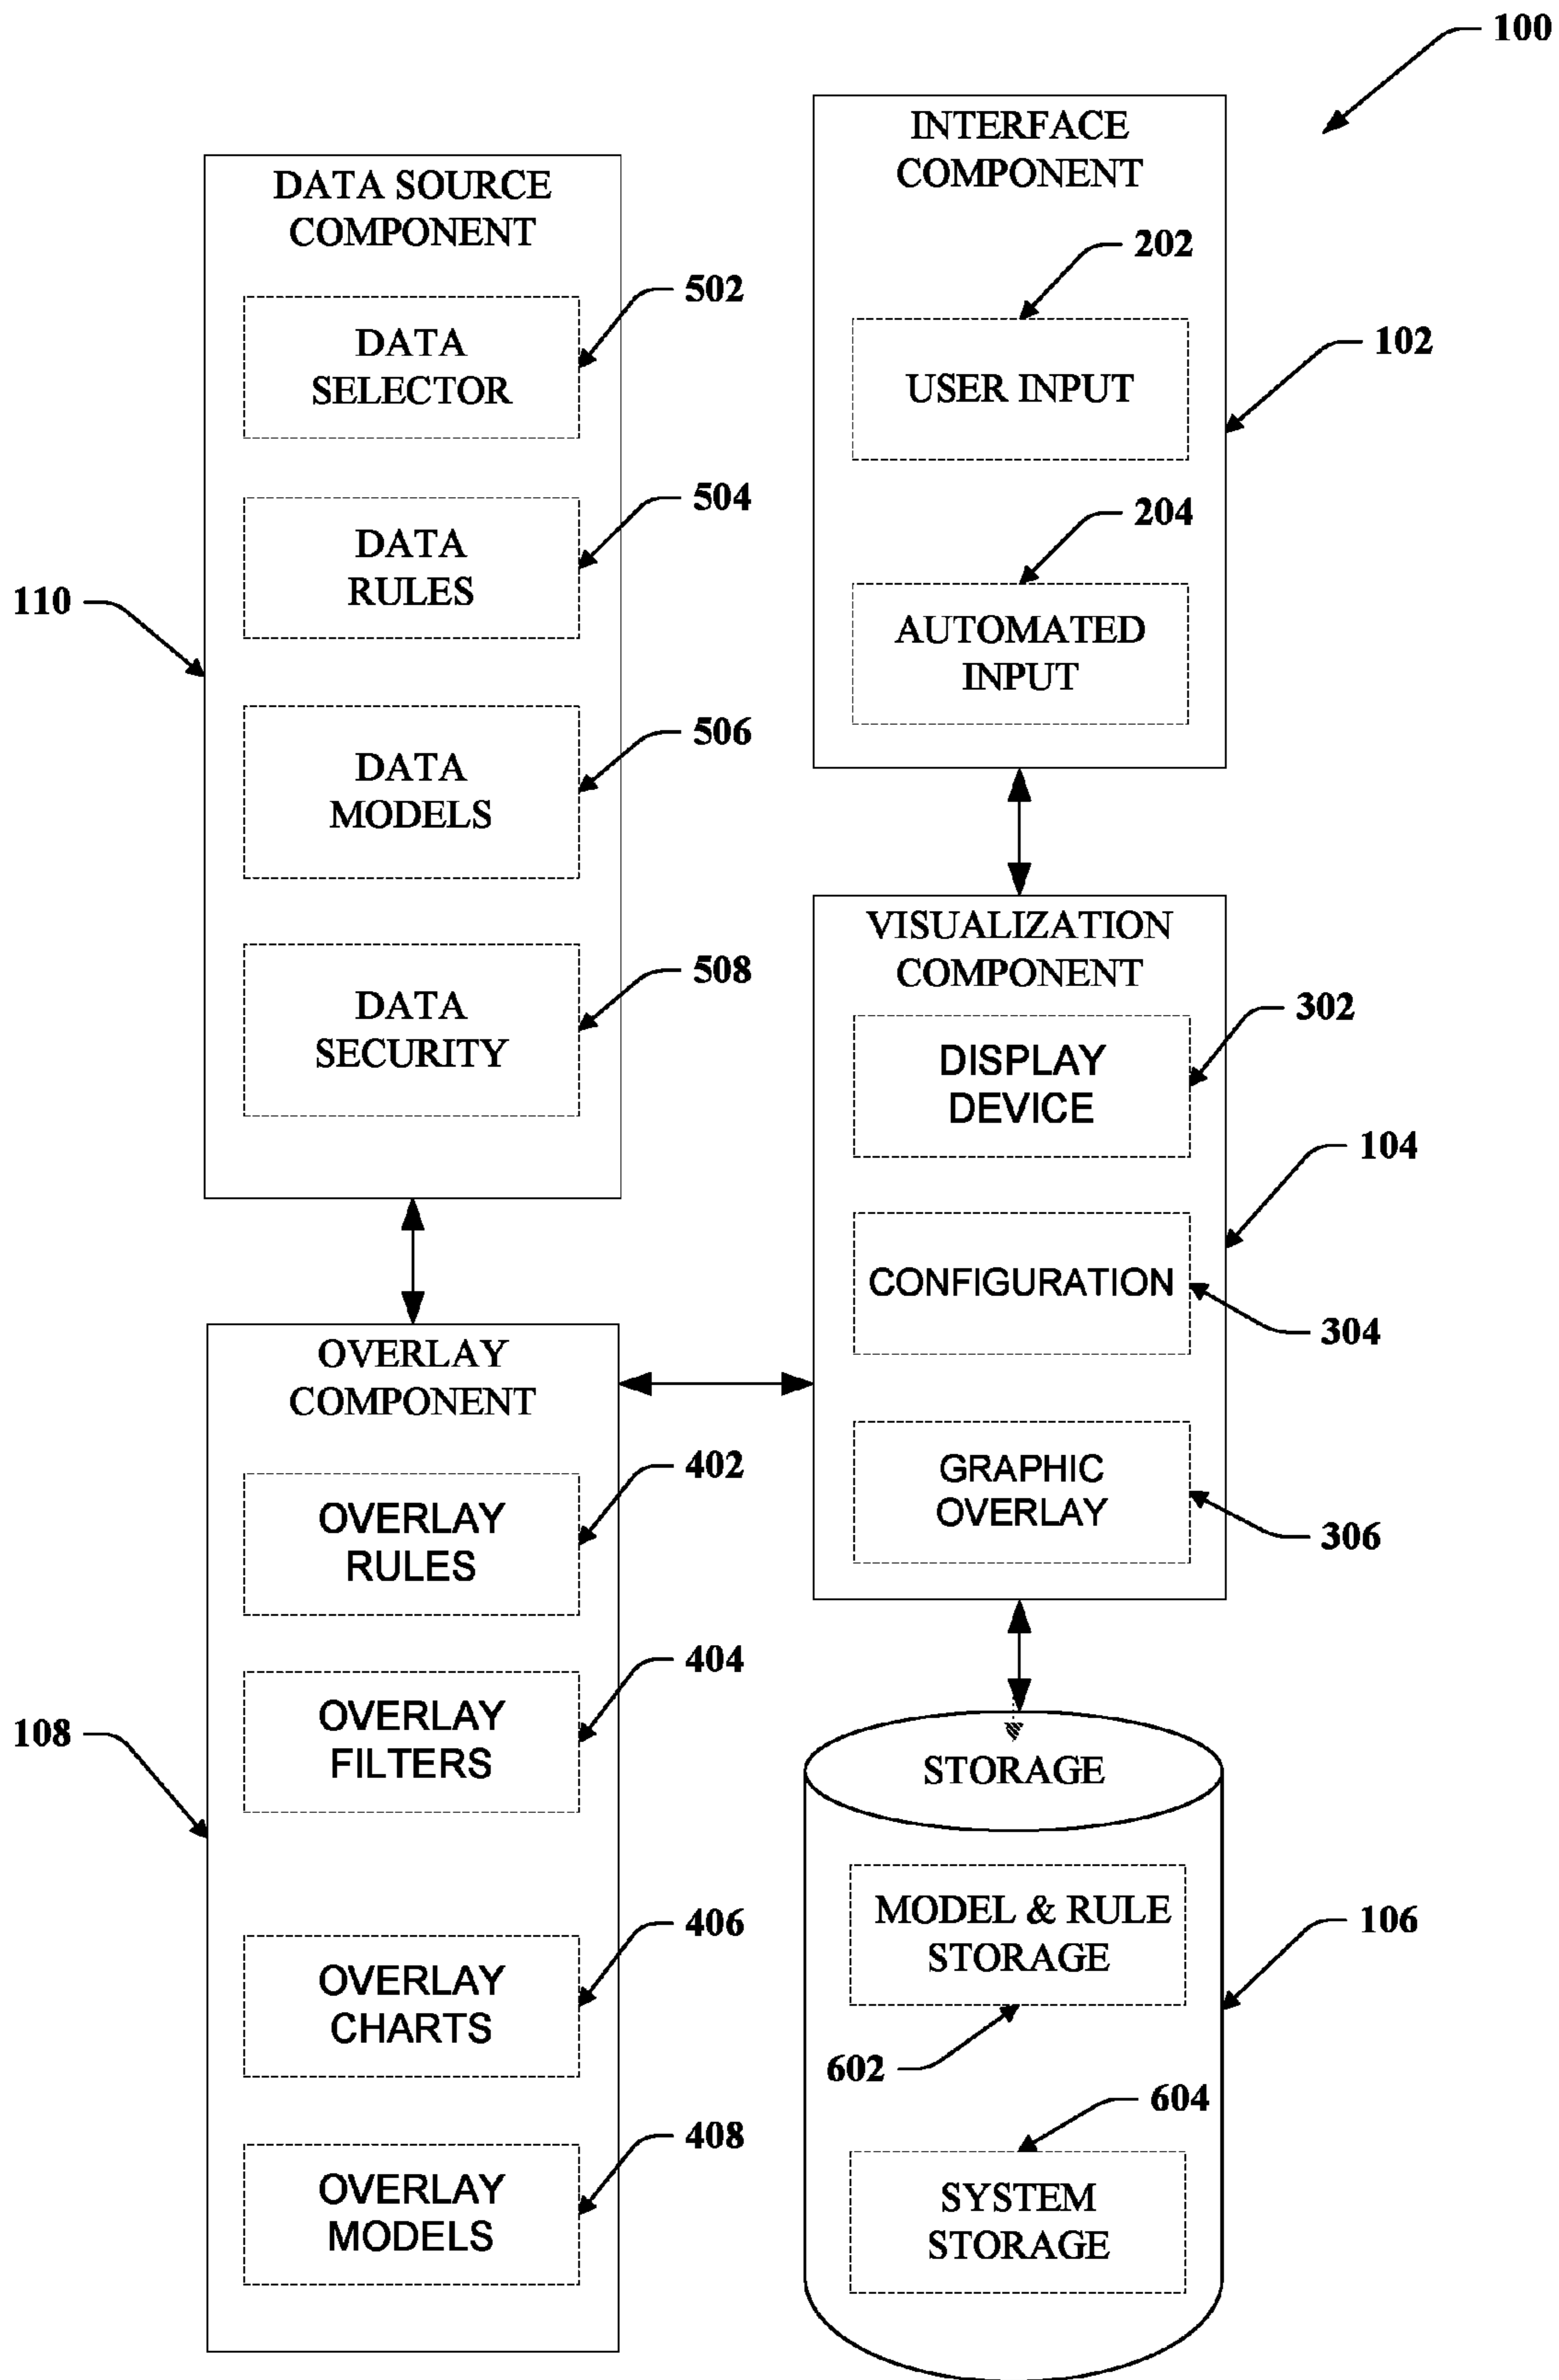 100
INTERFACE
COMPONENT
202
USER INPUT
102
204
AUTOMATED
INPUT
DATA SOURCE
COMPONENT
502
DATA
SELECTOR
504
DATA
RULES
110
506
DATA
MODELS
508
DATA
SECURITY
VISUALIZATION
COMPONENT
302
DISPLAY
DEVICE
104
CONFIGURATION
304
GRAPHIC
OVERLAY
306
OVERLAY
COMPONENT
402
OVERLAY
RULES
404
OVERLAY
FILTERS
108
406
OVERLAY
CHARTS
408
OVERLAY
MODELS
STORAGE
MODEL & RULE
STORAGE
106
602
604
SYSTEM
STORAGE